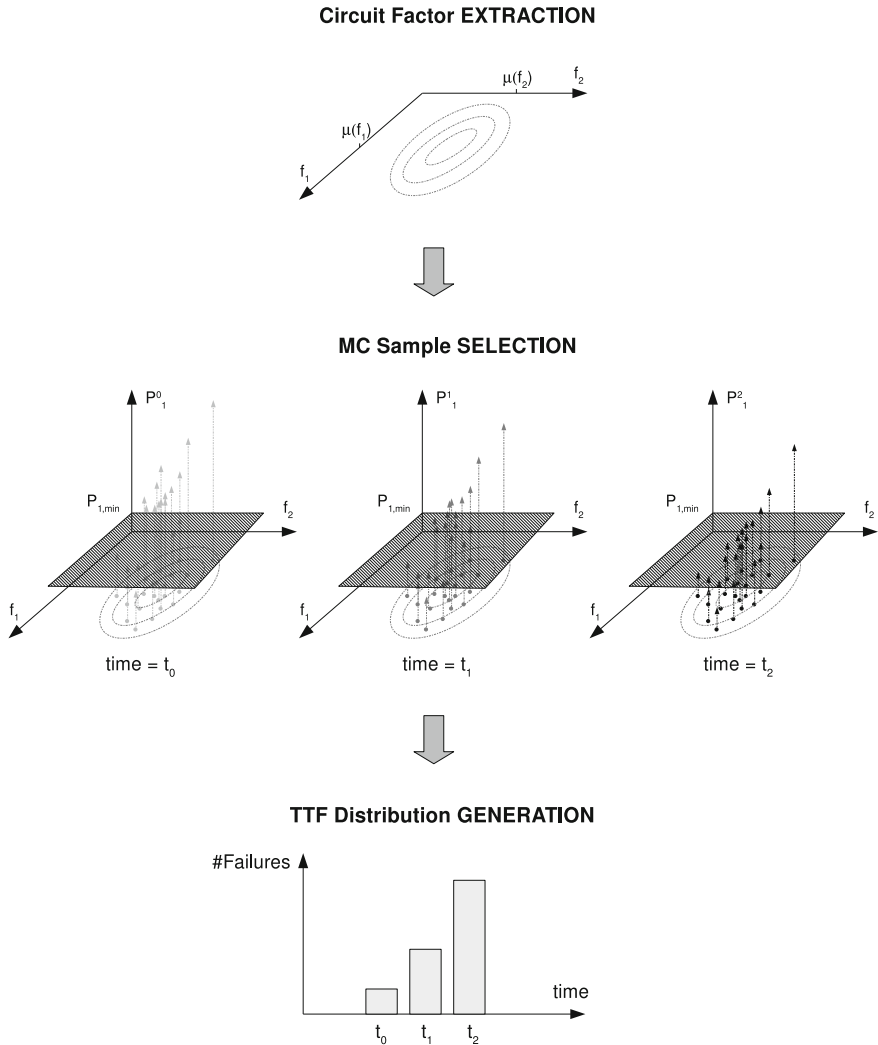 Circuit Factor EXTRACTION
μ(f₂) f₂
μ(f₁)
f₁
MC Sample SELECTION
P⁰₁ P¹₁ P²₁
P₁,min P₁,min P₁,min
f₂ f₂ f₂
f₁ f₁ f₁
time = t₀ time = t₁ time = t₂
TTF Distribution GENERATION
#Failures
time
t₀ t₁ t₂